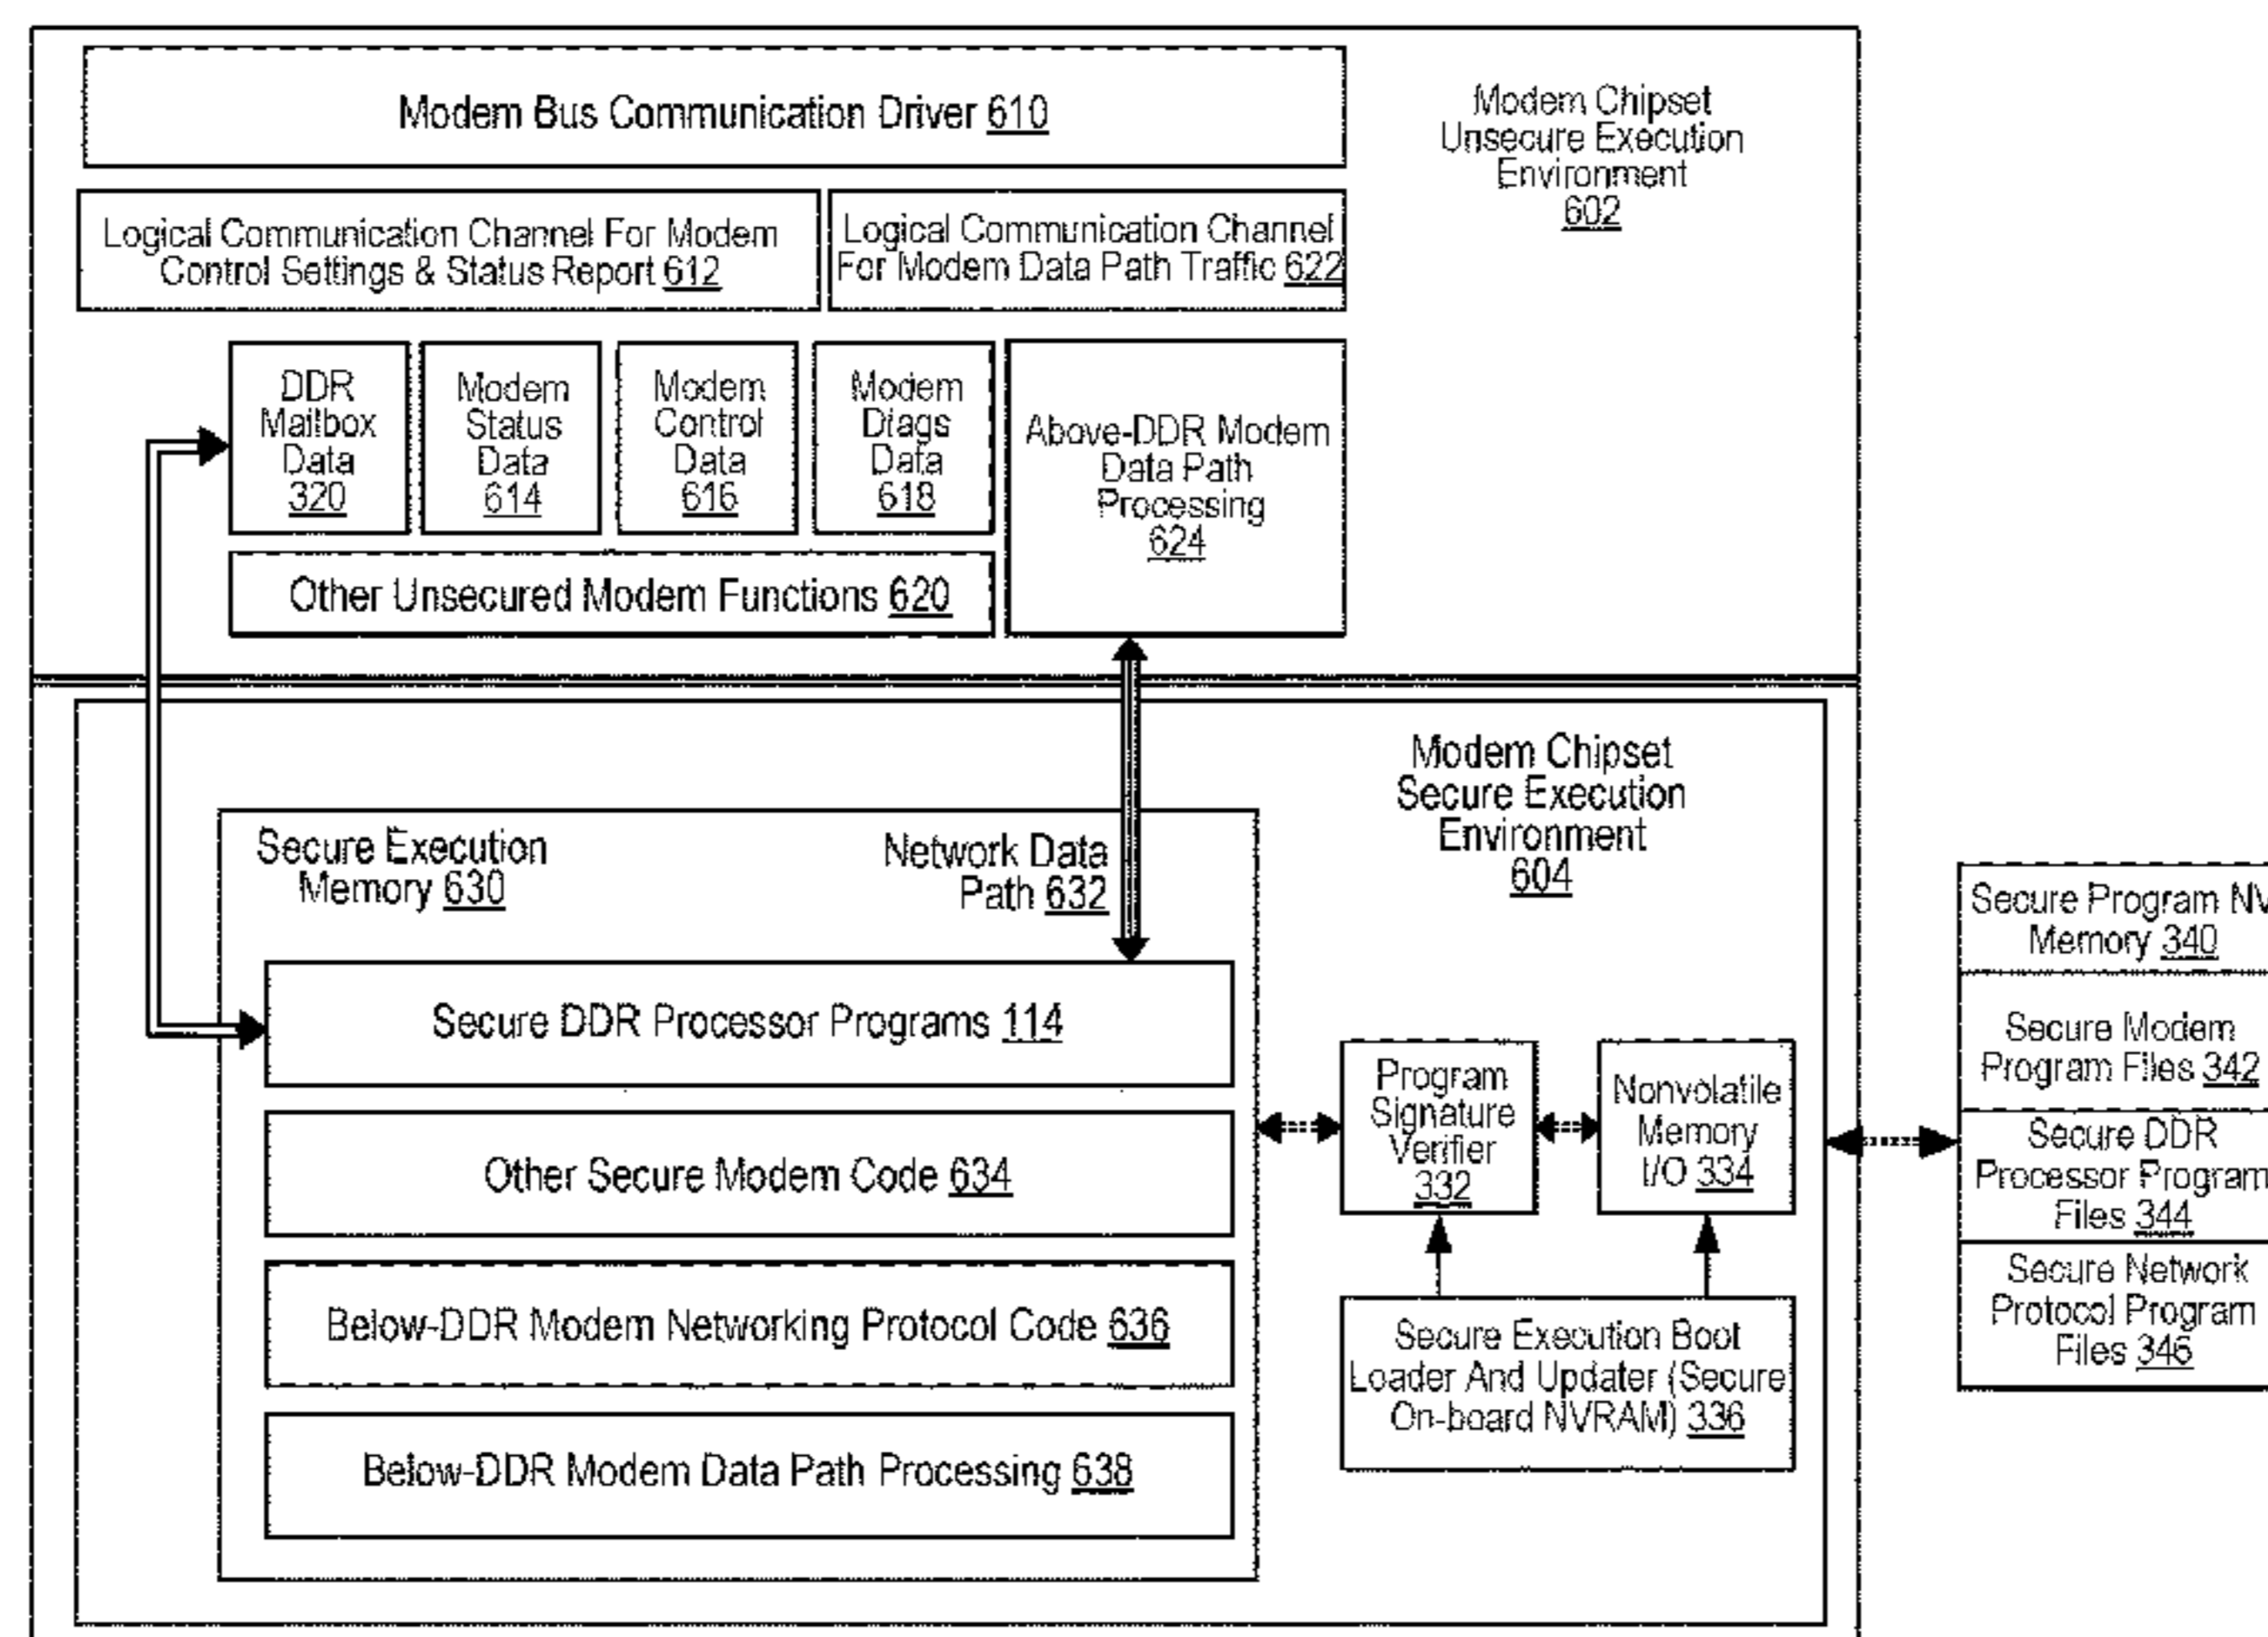 Modem Bus Communication Driver 610
Modem Chipset
Unsecure Execution
Environment
602
Logical Communication Channel For Modem
Control Settings & Status Report 612
Logical Communication Channel
For Modem Data Path Traffic 622
DDR
Mailbox
Data
320
Modem
Status
Data
614
Modem
Control
Data
616
Modem
Diags
Data
618
Above-DDR Modem
Data Path
Processing
624
Other Unsecured Modem Functions 620
Modem Chipset
Secure Execution
Environment
604
Secure Execution
Memory 630
Network Data
Path 632
Secure DDR Processor Programs 114
Other Secure Modem Code 634
Below-DDR Modem Networking Protocol Code 636
Below-DDR Modem Data Path Processing 638
Program
Signature
Verifier
332
Nonvolatile
Memory
I/O 334
Secure Execution Boot
Loader And Updater (Secure
On-board NVRAM) 336
Secure Program NV
Memory 340
Secure Modem
Program Files 342
Secure DDR
Processor Program
Files 344
Secure Network
Protocol Program
Files 346